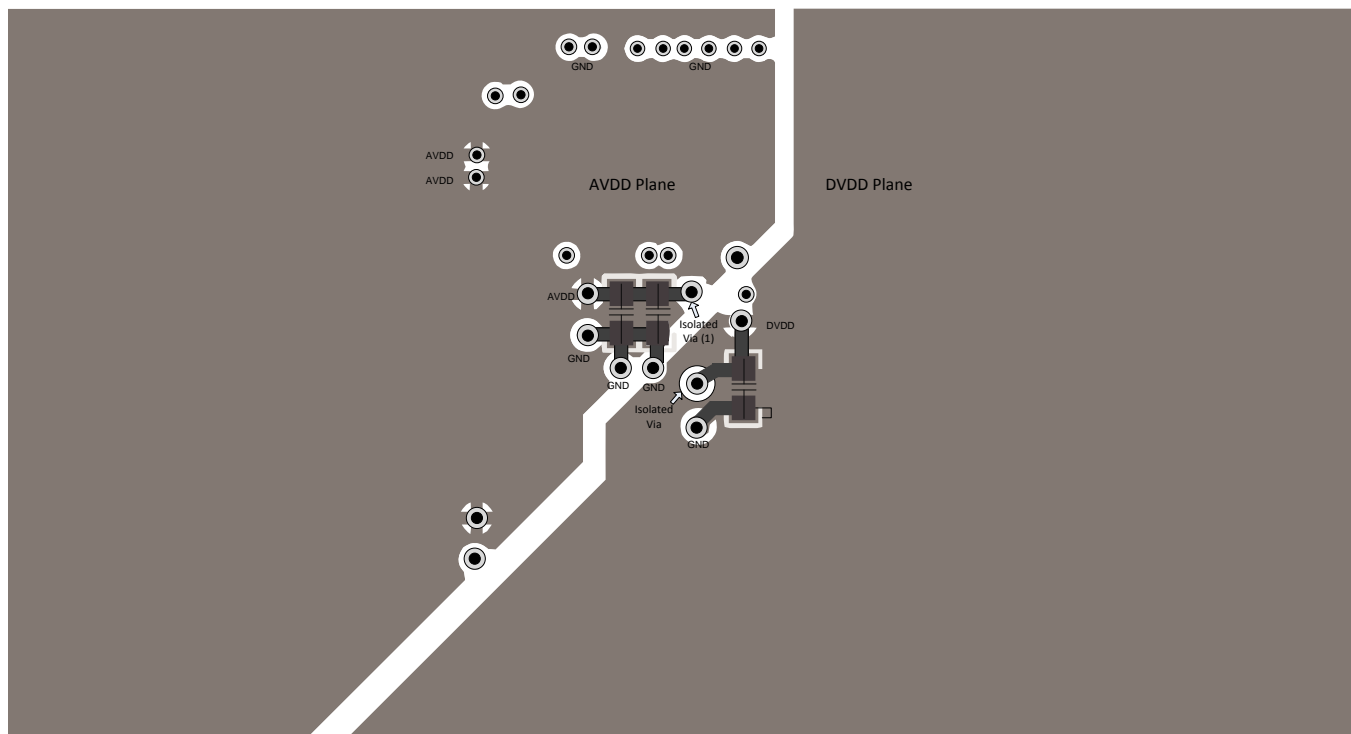 GND
GND
AVDD
AVDD
AVDD Plane
DVDD Plane
AVDD
Isolated
Via (1)
DVDD
GND
GND
GND
Isolated
Via
GND